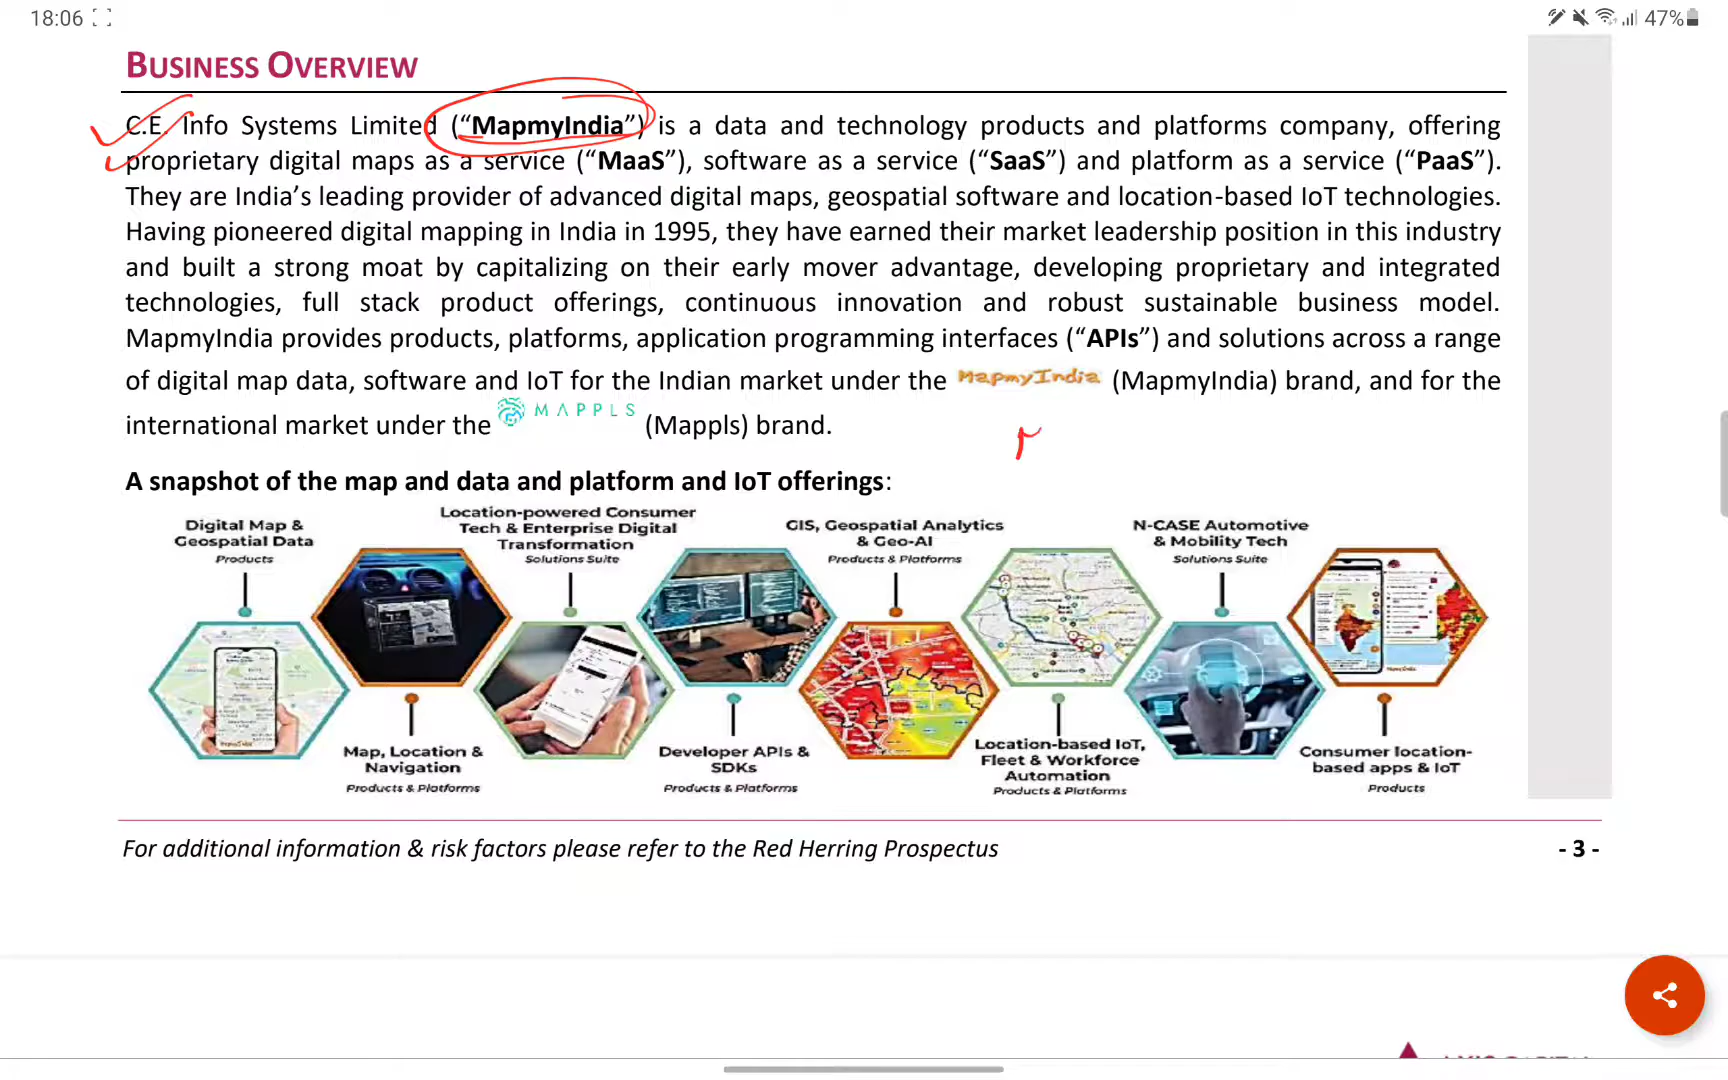 18:06
47%
BUSINESS OVERVIEW
C.E. Info Systems Limited (“MapmyIndia”) is a data and technology products and platforms company, offering
proprietary digital maps as a service (“MaaS”), software as a service (“SaaS”) and platform as a service (“PaaS”).
They are India’s leading provider of advanced digital maps, geospatial software and location-based IoT technologies.
Having pioneered digital mapping in India in 1995, they have earned their market leadership position in this industry
and built a strong moat by capitalizing on their early mover advantage, developing proprietary and integrated
technologies, full stack product offerings, continuous innovation and robust sustainable business model.
MapmyIndia provides products, platforms, application programming interfaces (“APIs”) and solutions across a range
of digital map data, software and IoT for the Indian market under the MapmyIndia (MapmyIndia) brand, and for the
international market under the MAPPLS (Mappls) brand.
A snapshot of the map and data and platform and IoT offerings:
Digital Map &
Geospatial Data
Products
Location-powered Consumer
Tech & Enterprise Digital
Transformation
Solutions Suite
GIS, Geospatial Analytics
& Geo-AI
Products & Platforms
N-CASE Automotive
& Mobility Tech
Solutions Suite
Map, Location &
Navigation
Products & Platforms
Developer APIs &
SDKs
Products & Platforms
Location-based IoT,
Fleet & Workforce
Automation
Products & Platforms
Consumer location-
based apps & IoT
Products
For additional information & risk factors please refer to the Red Herring Prospectus
- 3 -